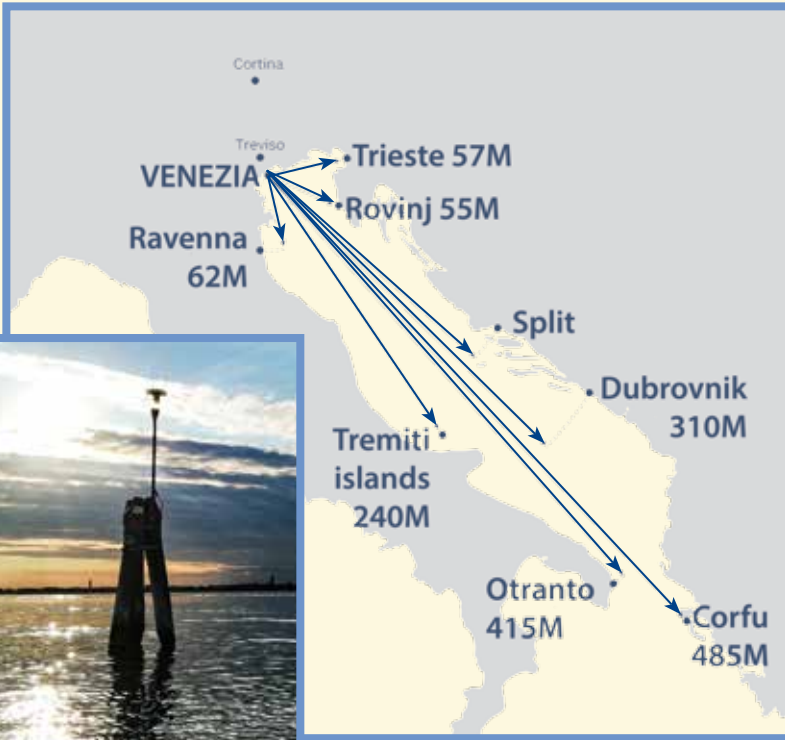 Cortina
Treviso
VENEZIA
Trieste 57M
Rovinj 55M
Ravenna
62M
Split
Dubrovnik
310M
Tremiti
islands
240M
Otranto
415M
Corfu
485M